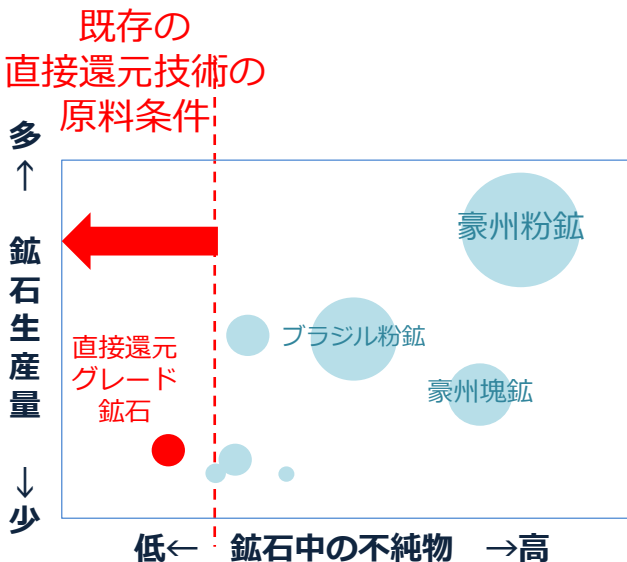 既存の
直接還元技術の
原料条件
多
↑
鉱石生産量
↓
少
豪州粉鉱
ブラジル粉鉱
豪州塊鉱
直接還元
グレード
鉱石
低← 鉱石中の不純物 →高